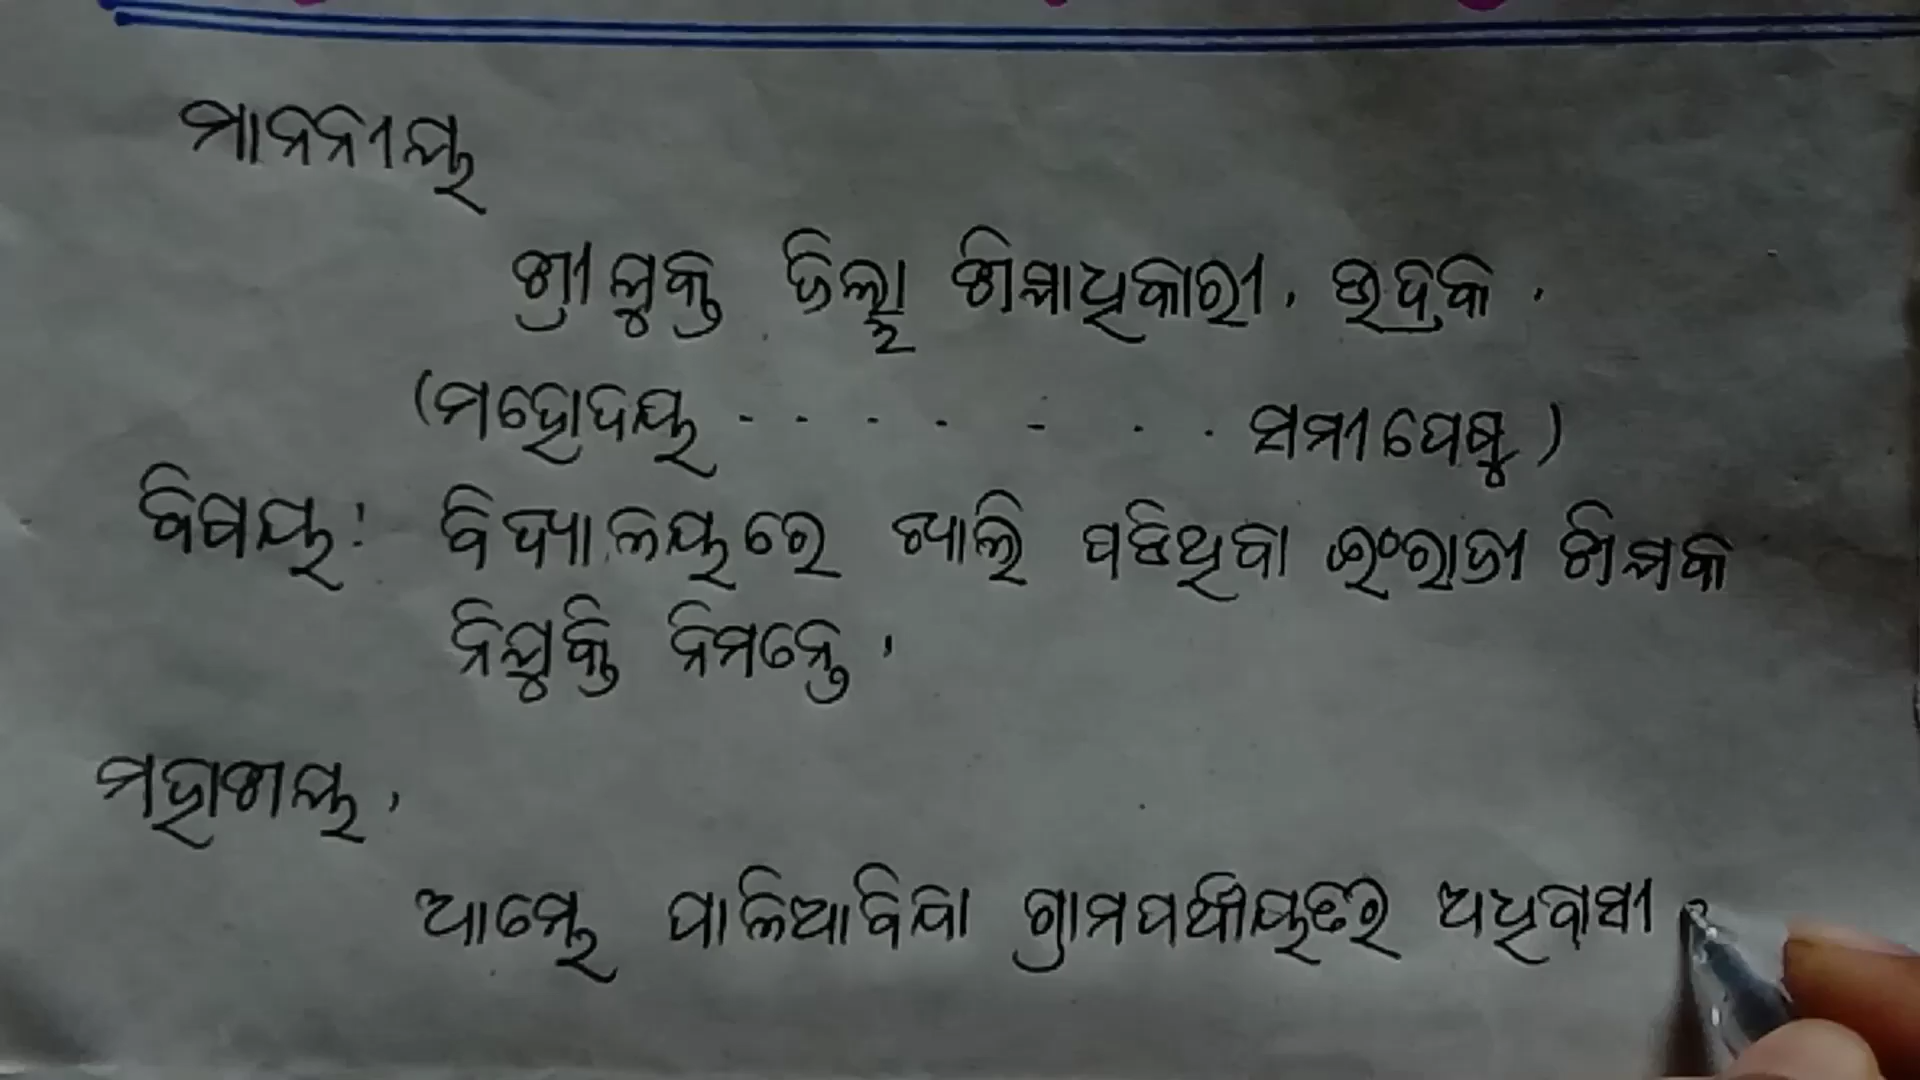 ମାନନୀୟ
ଶ୍ରୀଯୁକ୍ତ ଜିଲ୍ଲା ଶିକ୍ଷାଧିକାରୀ, ଭଦ୍ରକ ,
(ମହୋଦୟ - - - - - - - ସମୀପେଷୁ)
ବିଷୟ: ବିଦ୍ୟାଳୟରେ ଖାଲି ପଡିଥିବା ଇଂରାଜୀ ଶିକ୍ଷକ
ନିଯୁକ୍ତି ନିମନ୍ତେ ,
ମହାଶୟ,
ଆମ୍ଭେ ପାଳିଆବିନ୍ଧା ଗ୍ରାମପଞ୍ଚାୟତର ଅଧିବାସୀ